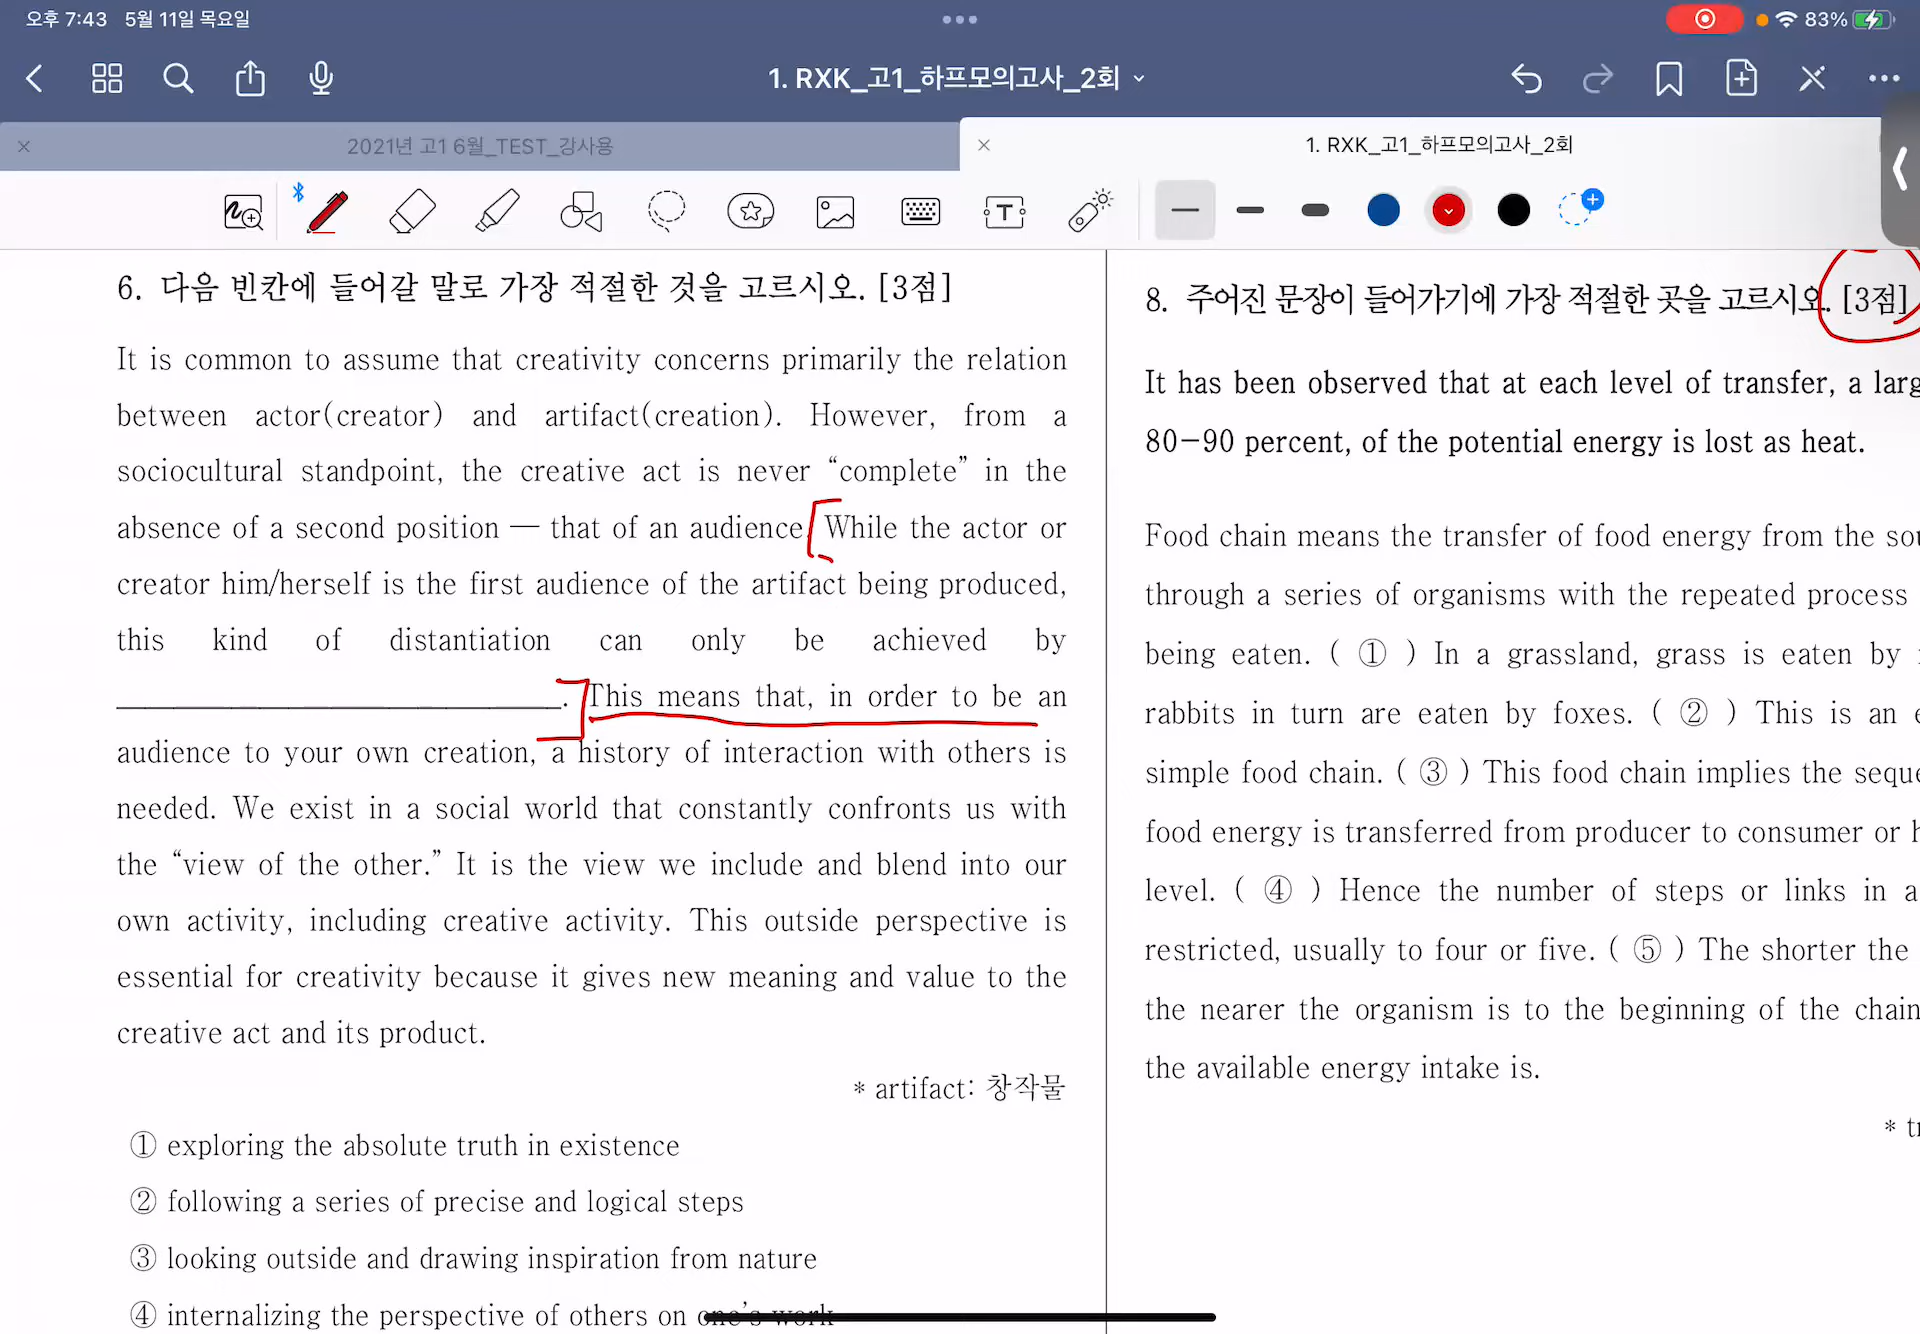 오후 7:43 5월 11일 목요일
83%
1. RXK_고1_하프모의고사_2회
2021년 고1 6월_TEST_강사용
1. RXK_고1_하프모의고사_2회
6. 다음 빈칸에 들어갈 말로 가장 적절한 것을 고르시오. [3점]
It is common to assume that creativity concerns primarily the relation
between actor(creator) and artifact(creation). However, from a
sociocultural standpoint, the creative act is never “complete” in the
absence of a second position — that of an audience. While the actor or
creator him/herself is the first audience of the artifact being produced,
this kind of distantiation can only be achieved by
____________________. This means that, in order to be an
audience to your own creation, a history of interaction with others is
needed. We exist in a social world that constantly confronts us with
the “view of the other.” It is the view we include and blend into our
own activity, including creative activity. This outside perspective is
essential for creativity because it gives new meaning and value to the
creative act and its product.
* artifact: 창작물
① exploring the absolute truth in existence
② following a series of precise and logical steps
③ looking outside and drawing inspiration from nature
④ internalizing the perspective of others on one's work
8. 주어진 문장이 들어가기에 가장 적절한 곳을 고르시오. [3점]
It has been observed that at each level of transfer, a larg
80-90 percent, of the potential energy is lost as heat.
Food chain means the transfer of food energy from the sou
through a series of organisms with the repeated process
being eaten. ( ① ) In a grassland, grass is eaten by
rabbits in turn are eaten by foxes. ( ② ) This is an e
simple food chain. ( ③ ) This food chain implies the seque
food energy is transferred from producer to consumer or h
level. ( ④ ) Hence the number of steps or links in a
restricted, usually to four or five. ( ⑤ ) The shorter the
the nearer the organism is to the beginning of the chain
the available energy intake is.
* tr